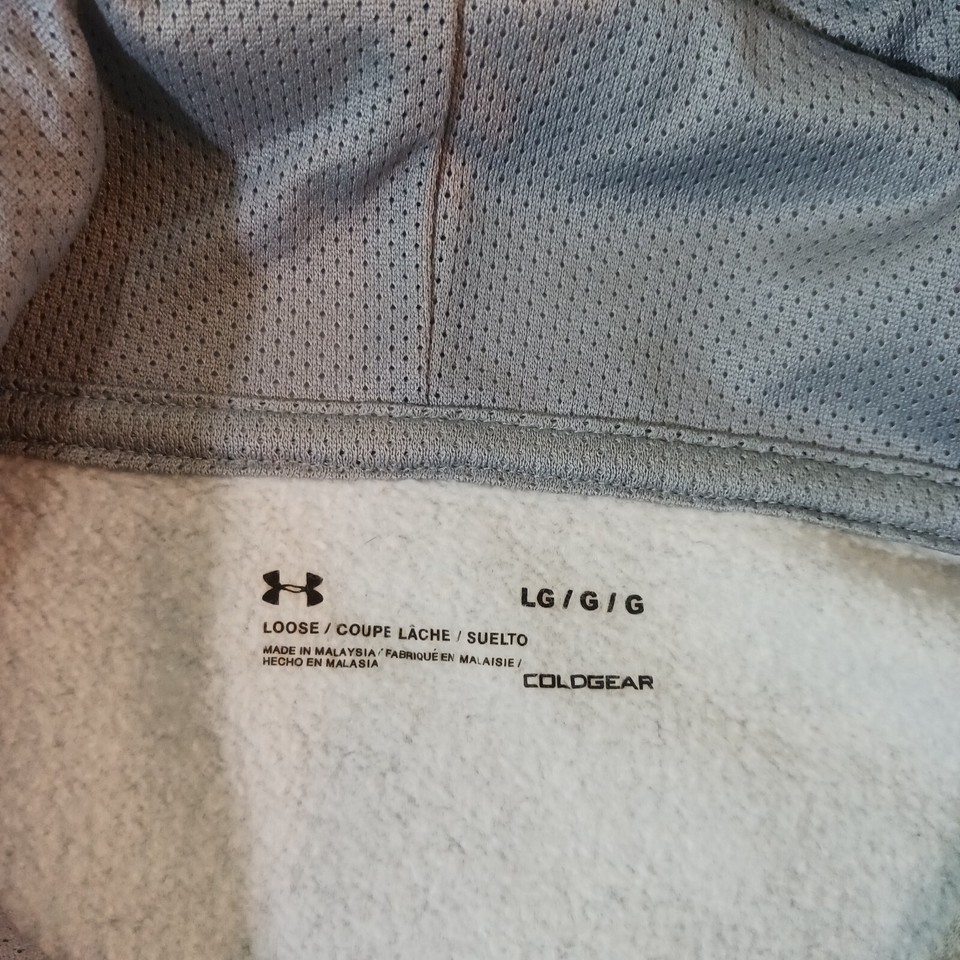 LG / G / G
LOOSE / COUPE LÂCHE / SUELTO
MADE IN MALAYSIA / FABRIQUÉ EN MALAISIE /
HECHO EN MALASIA
COLDGEAR